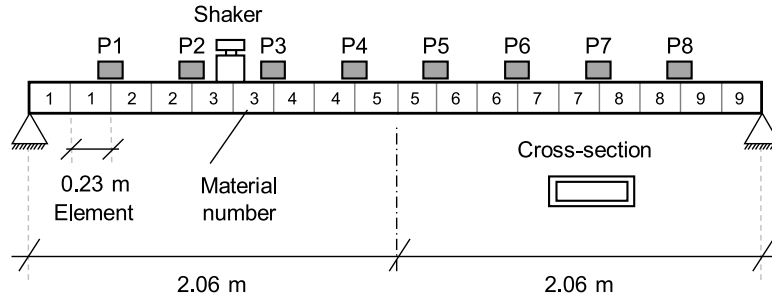 Shaker
P1 P2 P3 P4 P5 P6 P7 P8
1 1 2 2 3 3 4 4 5 5 6 6 7 7 8 8 9 9
0.23 m
Element
Material
number
Cross-section
2.06 m 2.06 m